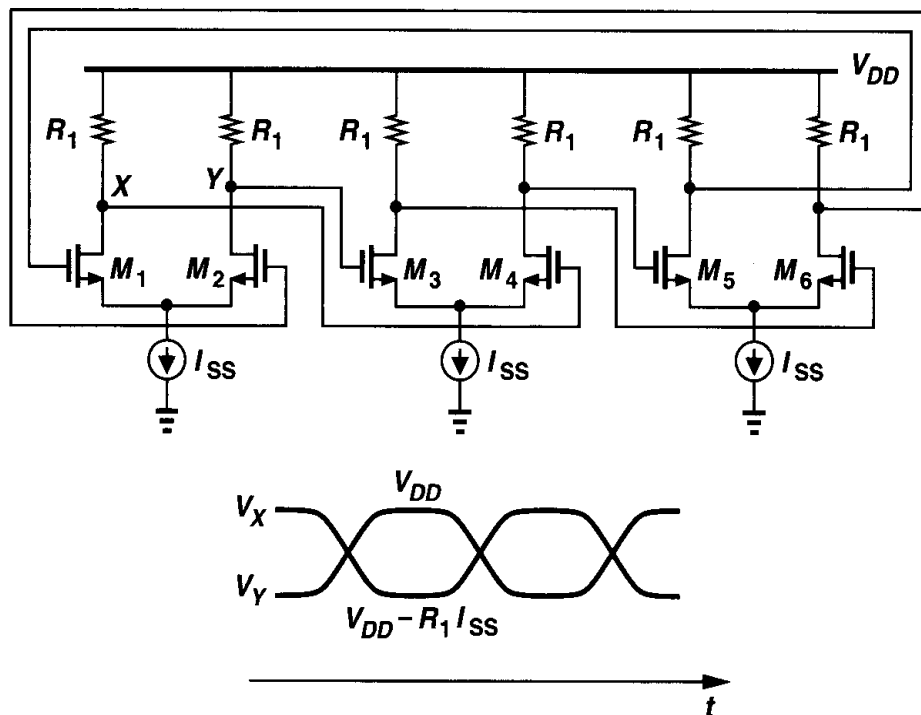 V_DD
R_1 R_1 R_1 R_1 R_1 R_1
X Y
M_1 M_2 M_3 M_4 M_5 M_6
I_SS I_SS I_SS
V_X V_DD
V_Y V_DD – R_1 I_SS
t